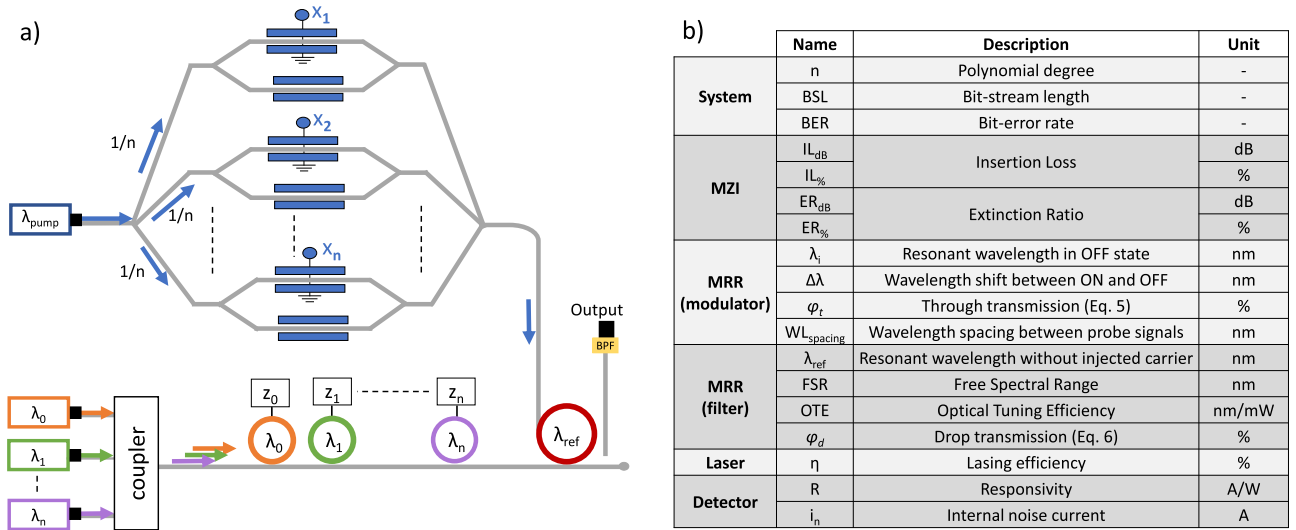 a)
X1
X2
Xn
1/n
1/n
1/n
λpump
Output
BPF
z0
z1
zn
λ0
λ1
λn
λref
λ0
λ1
λn
coupler
b)
Name Description Unit
System
n Polynomial degree -
BSL Bit-stream length -
BER Bit-error rate -
MZI
ILdB Insertion Loss dB
IL% %
ERdB Extinction Ratio dB
ER% %
MRR (modulator)
λi Resonant wavelength in OFF state nm
Δλ Wavelength shift between ON and OFF nm
φt Through transmission (Eq. 5) %
WLspacing Wavelength spacing between probe signals nm
MRR (filter)
λref Resonant wavelength without injected carrier nm
FSR Free Spectral Range nm
OTE Optical Tuning Efficiency nm/mW
φd Drop transmission (Eq. 6) %
Laser η Lasing efficiency %
Detector
R Responsivity A/W
in Internal noise current A